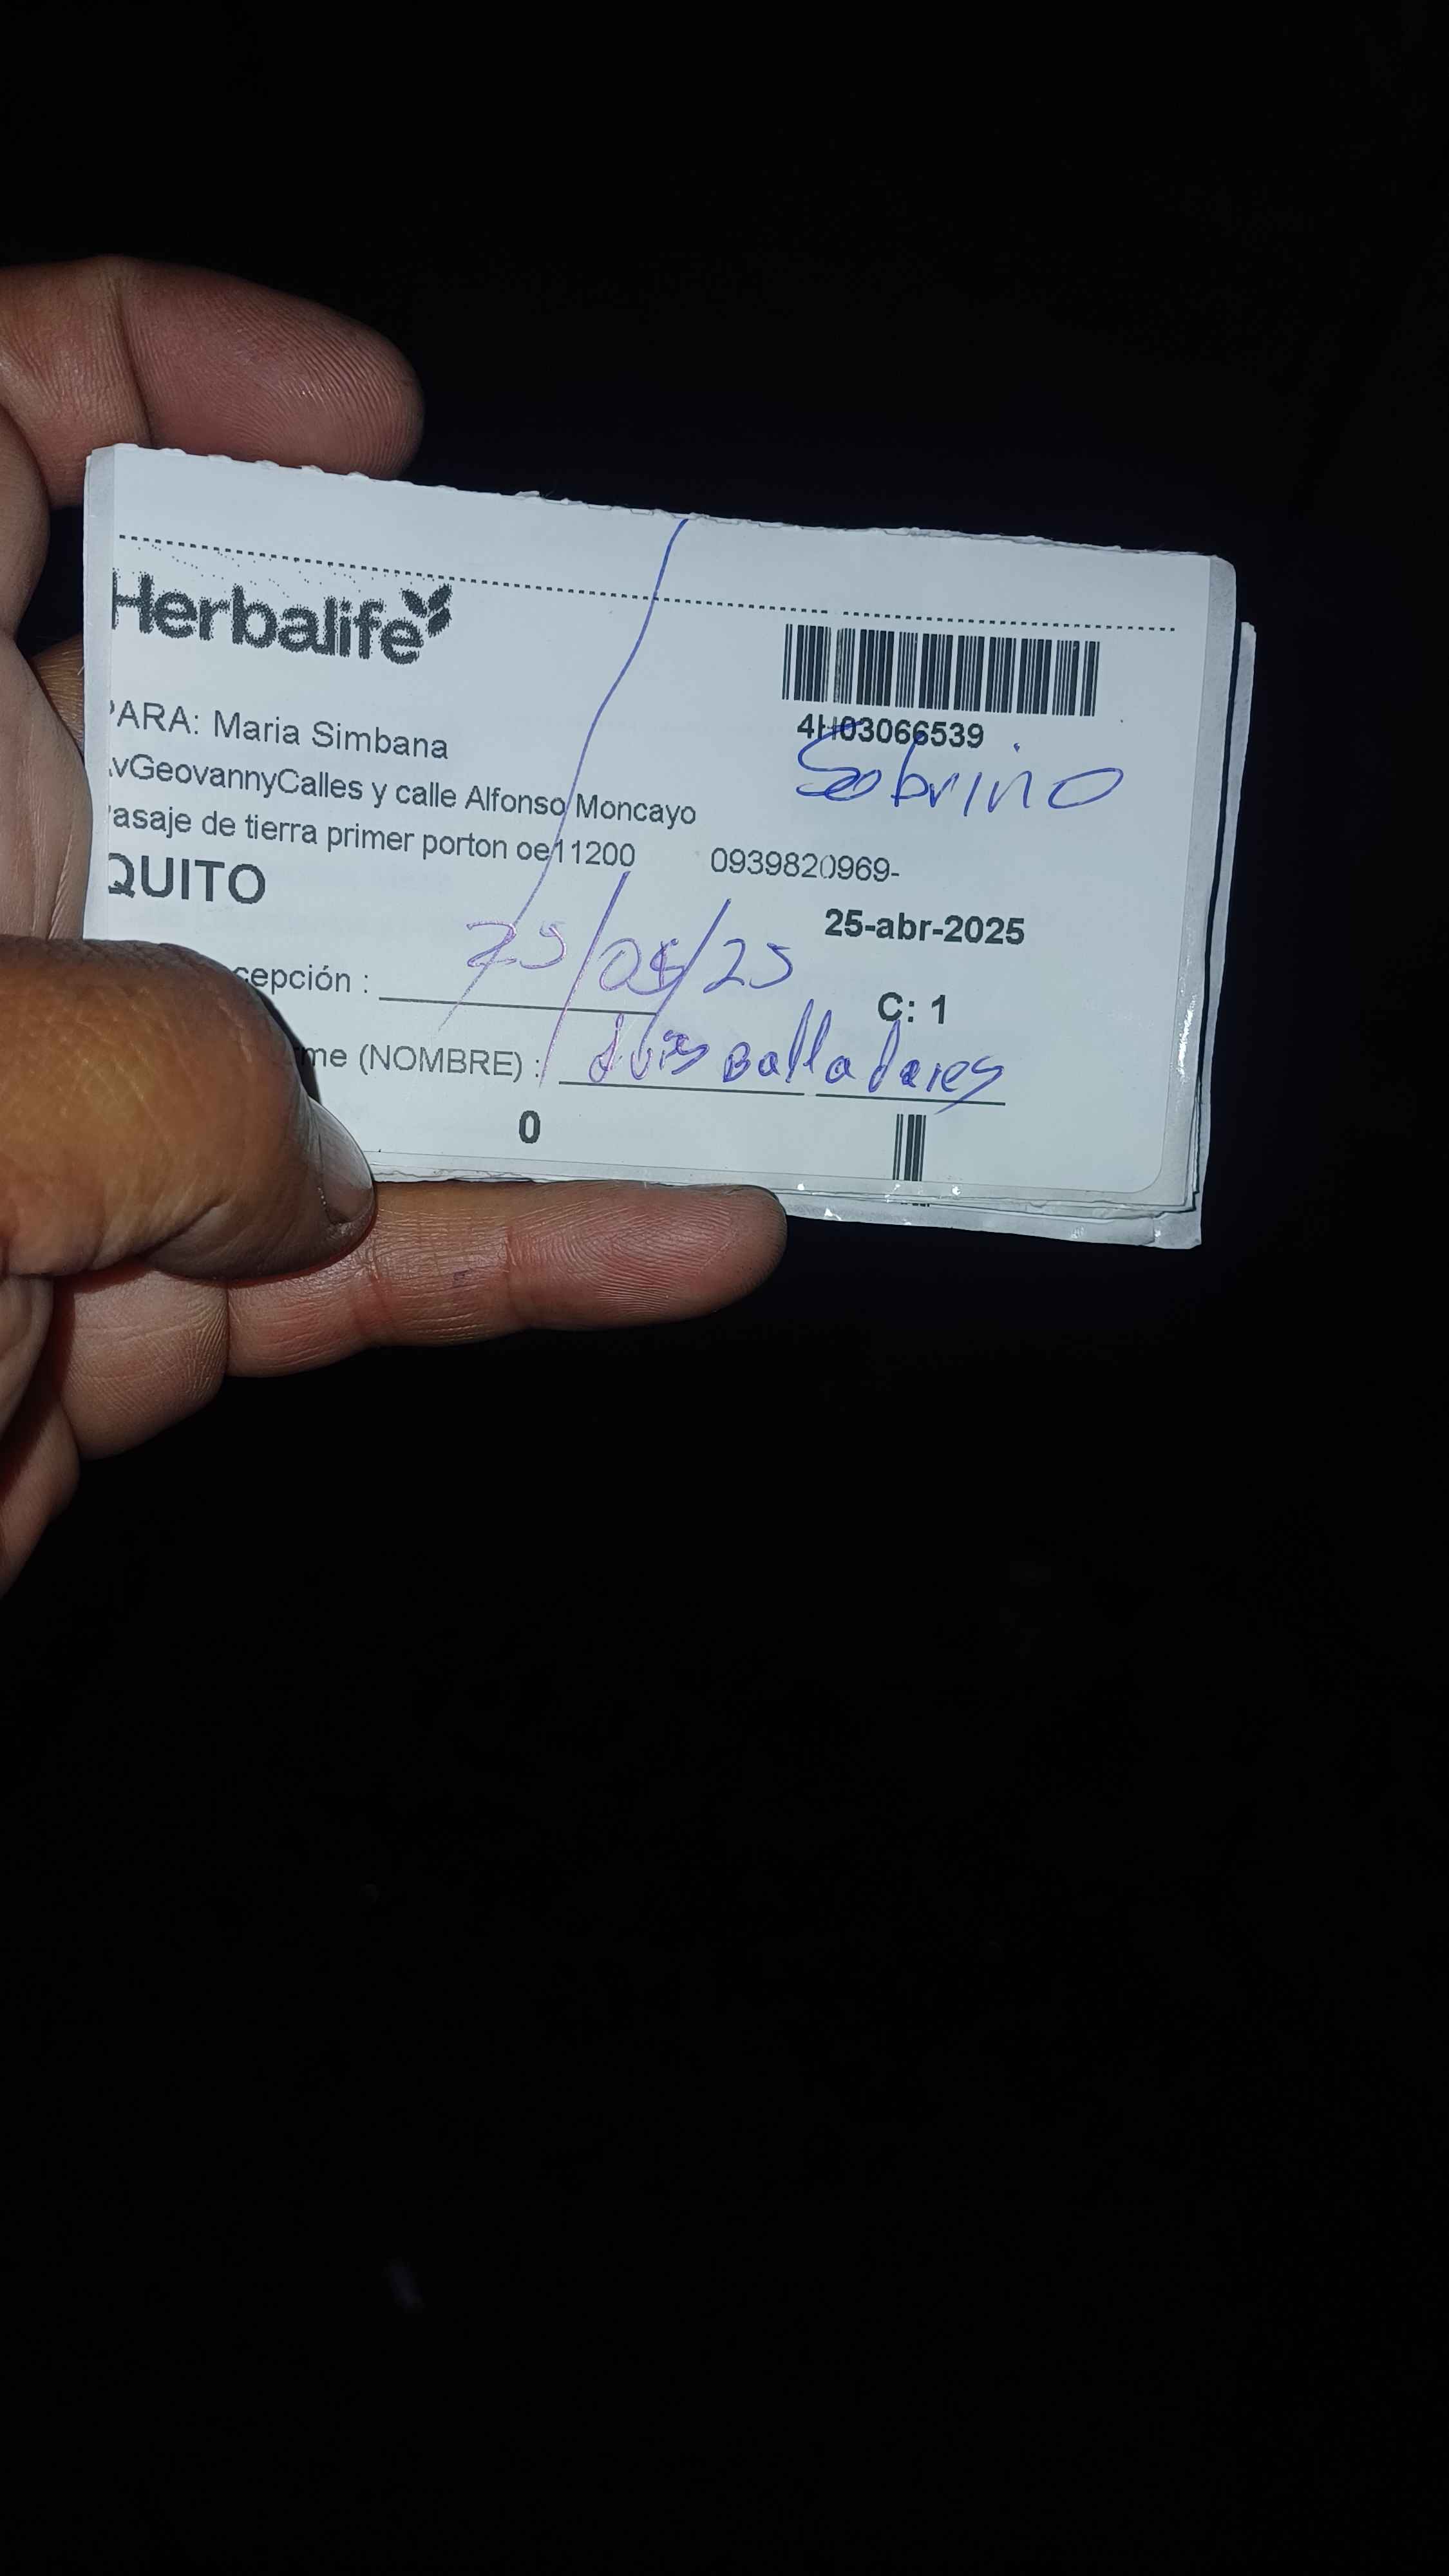 Herbalife
4H03066539
Sobrino
PARA: Maria Simbana
AvGeovannyCalles y calle Alfonso Moncayo
Pasaje de tierra primer porton oe11200 0939820969-
QUITO
25-abr-2025
cepción : 25/04/25
C: 1
me (NOMBRE) : Luis Balladares
0